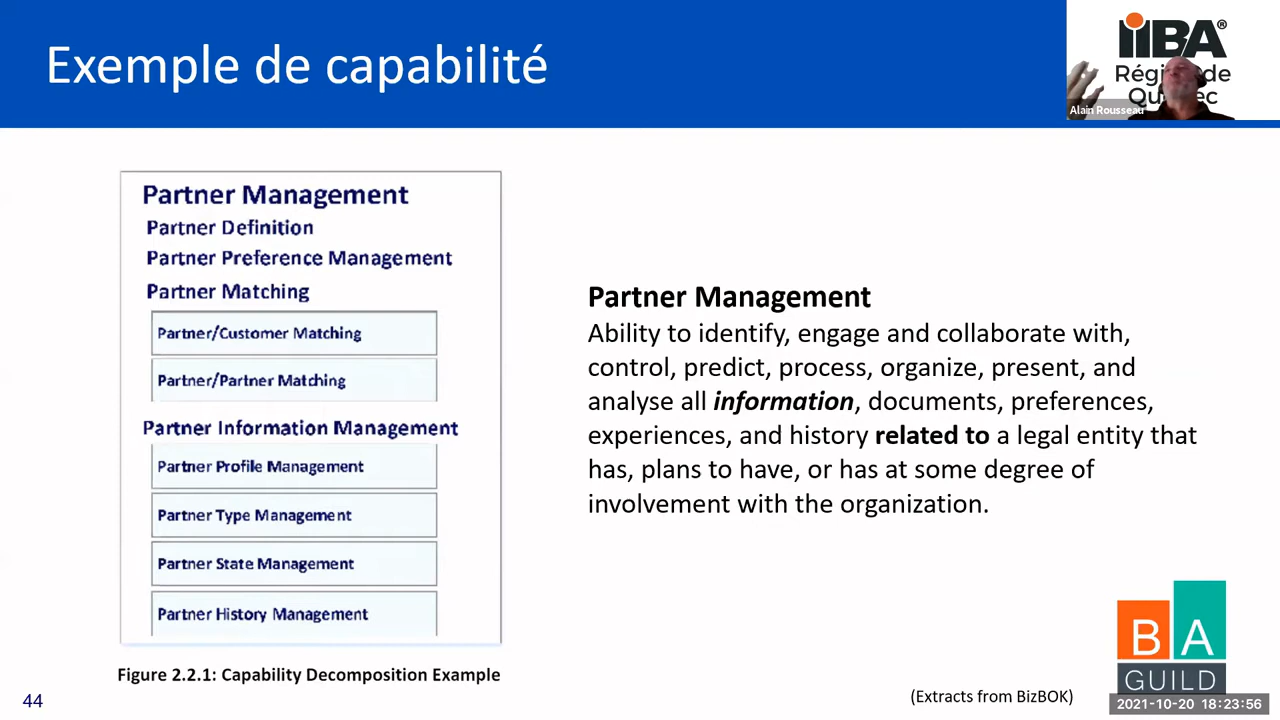 Exemple de capabilité
IIBA®
Région de
Québec
Alain Rousseau
Partner Management
Partner Definition
Partner Preference Management
Partner Matching
Partner/Customer Matching
Partner/Partner Matching
Partner Information Management
Partner Profile Management
Partner Type Management
Partner State Management
Partner History Management
Figure 2.2.1: Capability Decomposition Example
Partner Management
Ability to identify, engage and collaborate with,
control, predict, process, organize, present, and
analyse all information, documents, preferences,
experiences, and history related to a legal entity that
has, plans to have, or has at some degree of
involvement with the organization.
BA
GUILD
44
(Extracts from BizBOK)
2021-10-20 18:23:56